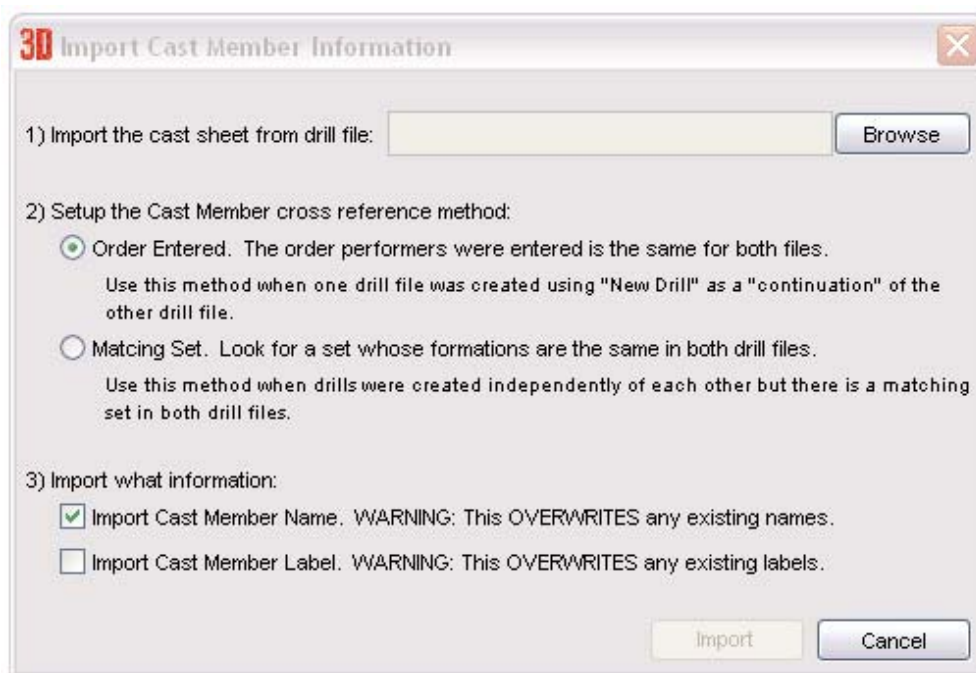 3D Import Cast Member Information
1) Import the cast sheet from drill file: Browse
2) Setup the Cast Member cross reference method:
Order Entered. The order performers were entered is the same for both files.
Use this method when one drill file was created using "New Drill" as a "continuation" of the
other drill file.
Matcing Set. Look for a set whose formations are the same in both drill files.
Use this method when drills were created independently of each other but there is a matching
set in both drill files.
3) Import what information:
Import Cast Member Name. WARNING: This OVERWRITES any existing names.
Import Cast Member Label. WARNING: This OVERWRITES any existing labels.
Import Cancel